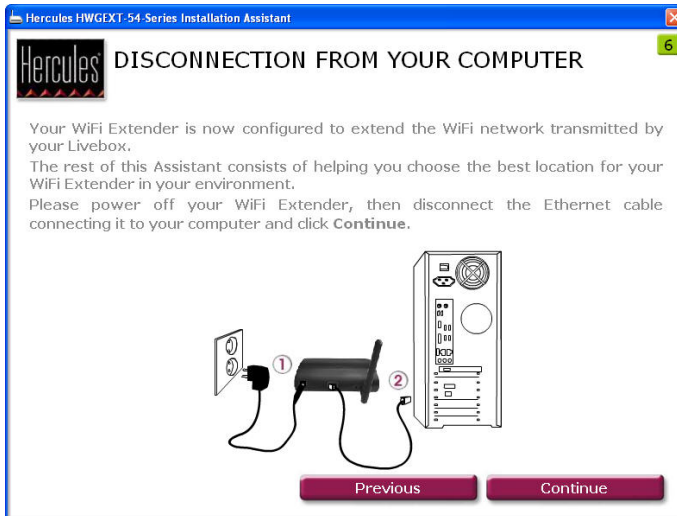 Hercules HWGEXT-54-Series Installation Assistant
6
Hercules
DISCONNECTION FROM YOUR COMPUTER
Your WiFi Extender is now configured to extend the WiFi network transmitted by
your Livebox.
The rest of this Assistant consists of helping you choose the best location for your
WiFi Extender in your environment.
Please power off your WiFi Extender, then disconnect the Ethernet cable
connecting it to your computer and click Continue.
1
2
Previous
Continue